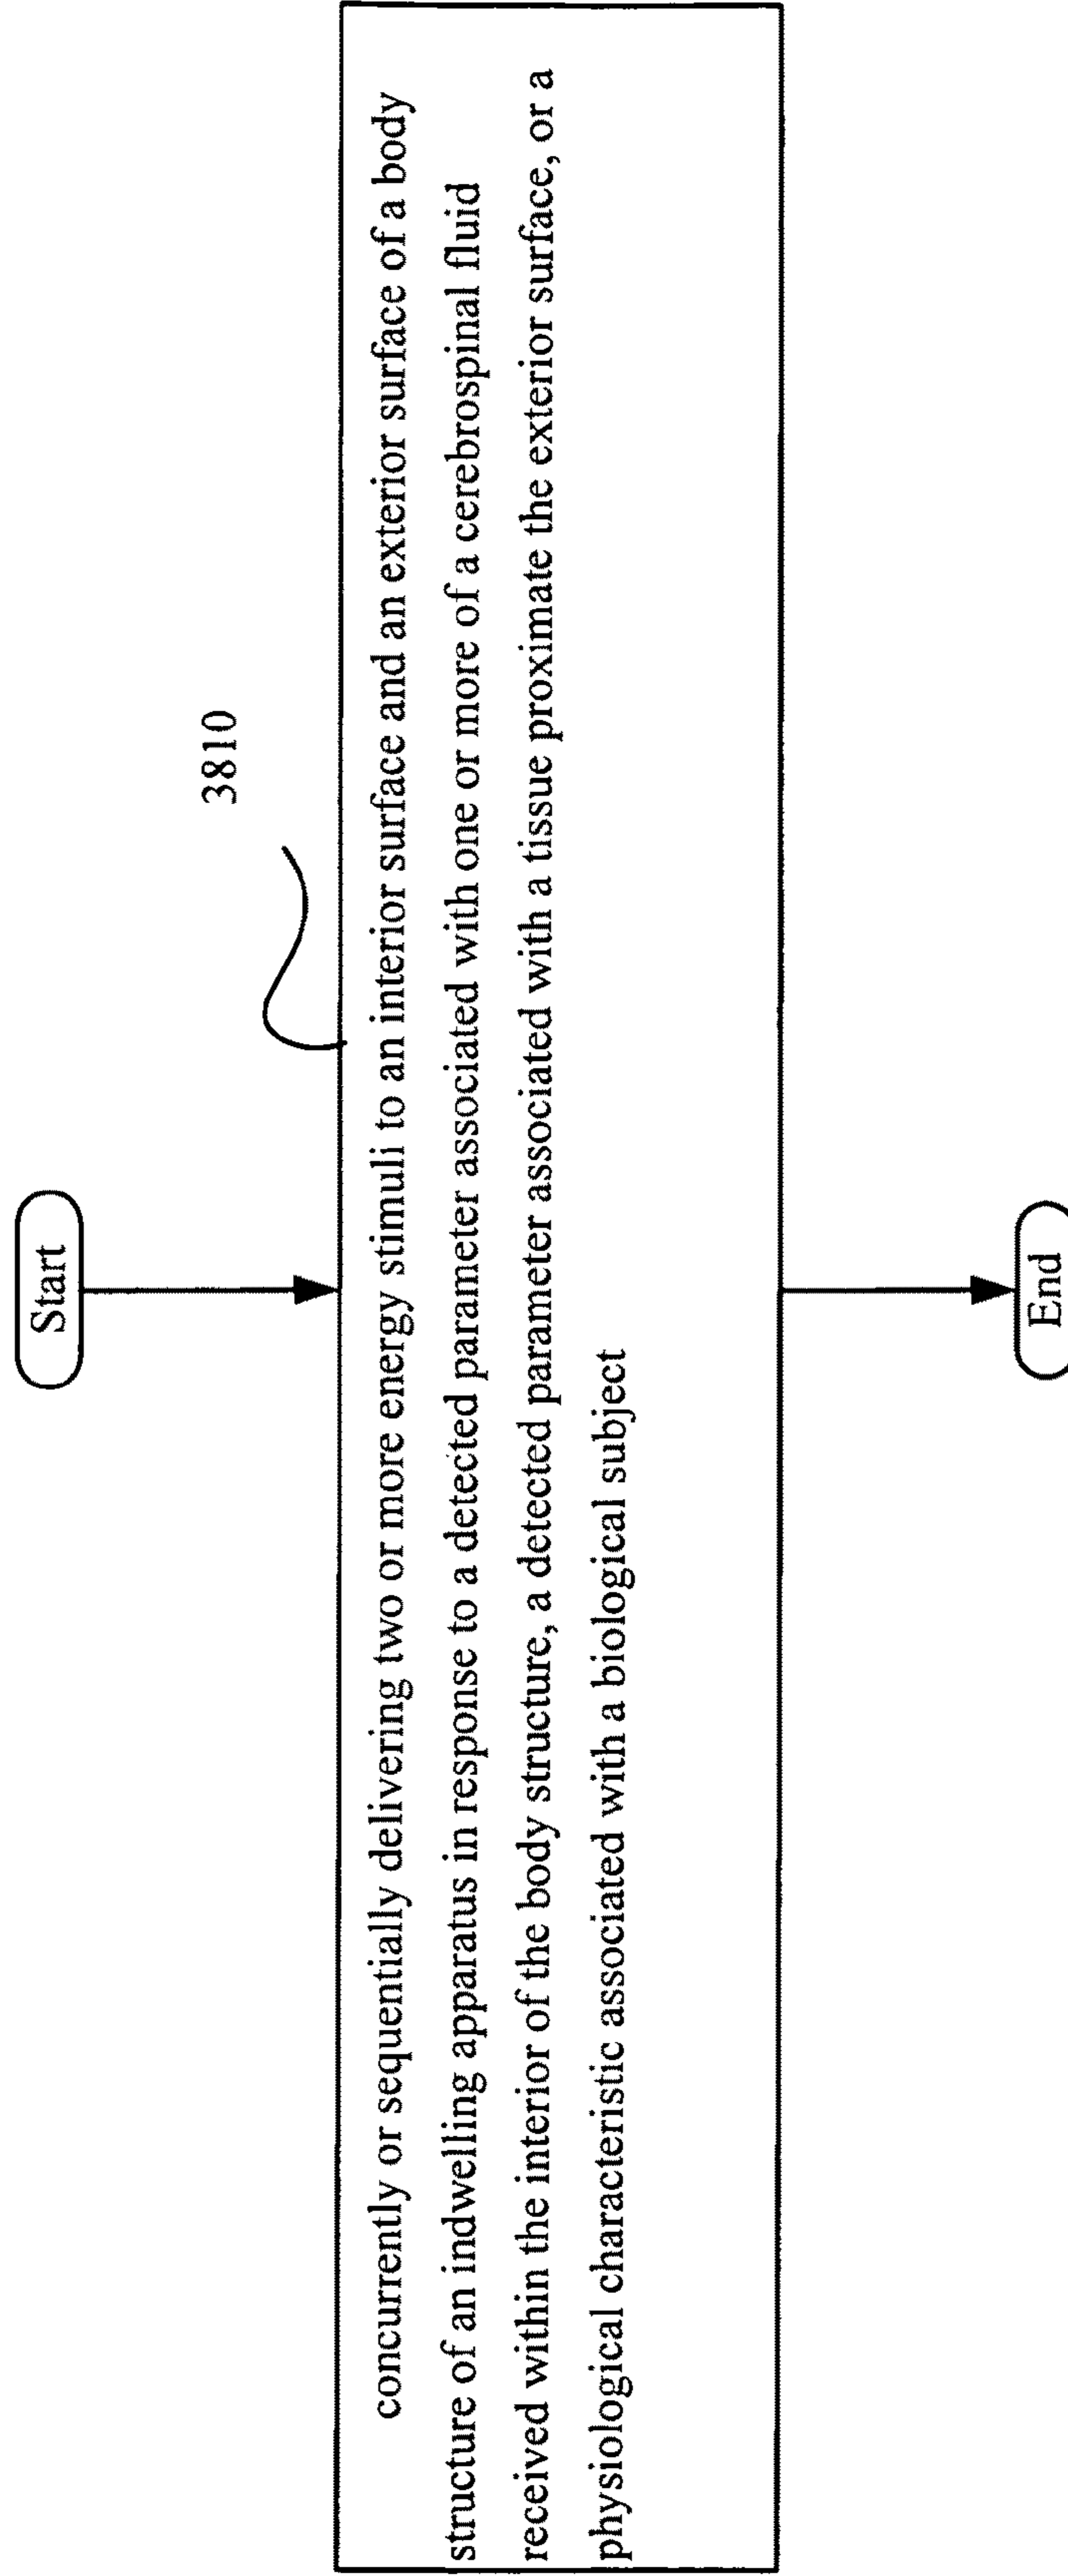 Start
3810
concurrently or sequentially delivering two or more energy stimuli to an interior surface and an exterior surface of a body
structure of an indwelling apparatus in response to a detected parameter associated with one or more of a cerebrospinal fluid
received within the interior of the body structure, a detected parameter associated with a tissue proximate the exterior surface, or a
physiological characteristic associated with a biological subject
End